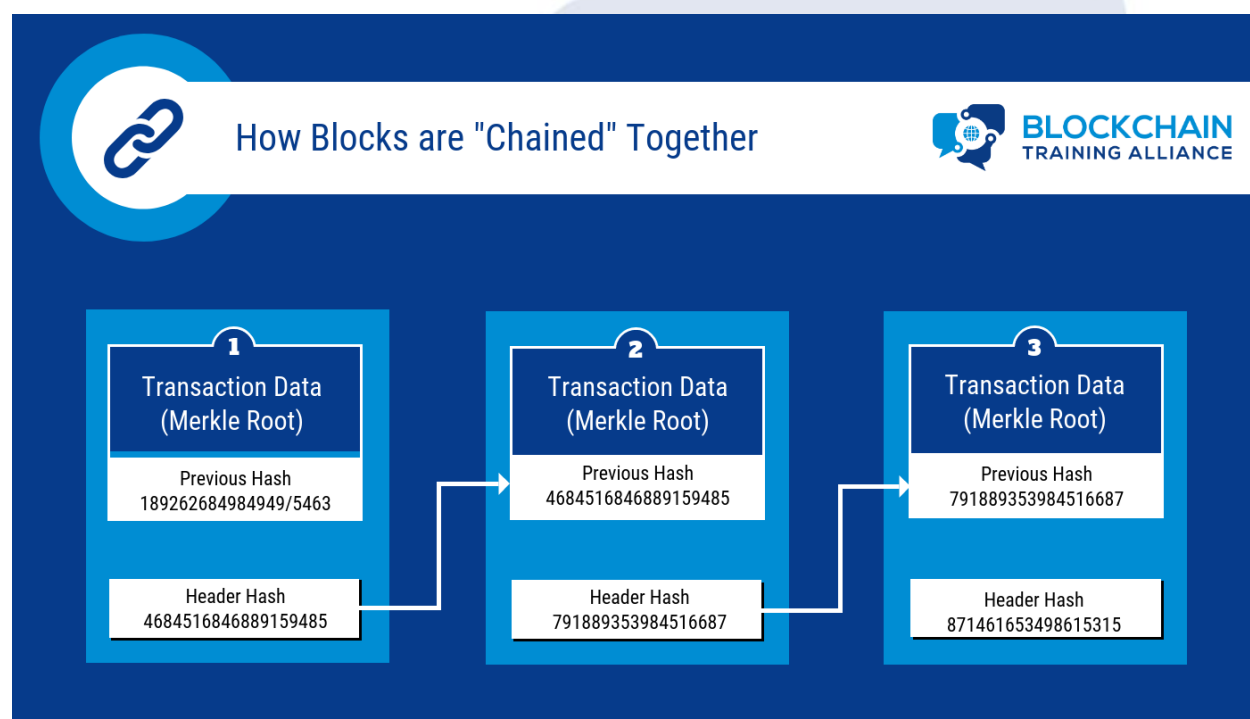 How Blocks are "Chained" Together
BLOCKCHAIN
TRAINING ALLIANCE
1
Transaction Data
(Merkle Root)
Previous Hash
189262684984949/5463
Header Hash
4684516846889159485
2
Transaction Data
(Merkle Root)
Previous Hash
4684516846889159485
Header Hash
791889353984516687
3
Transaction Data
(Merkle Root)
Previous Hash
791889353984516687
Header Hash
871461653498615315